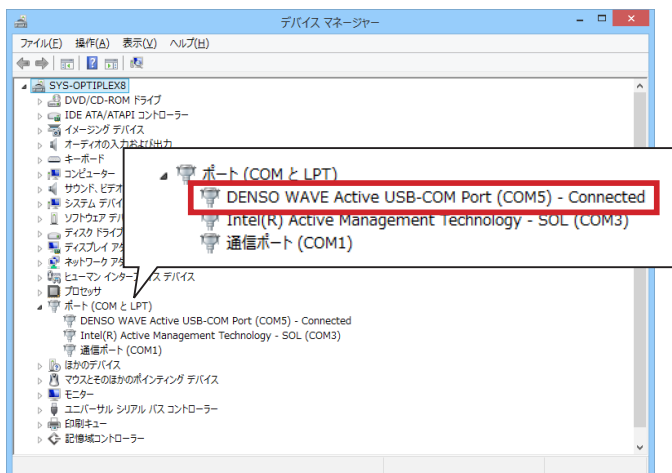 デバイス マネージャー
ファイル(F) 操作(A) 表示(V) ヘルプ(H)
SYS-OPTIPLEX8
DVD/CD-ROM ドライブ
IDE ATA/ATAPI コントローラー
イメージング デバイス
オーディオの入力および出力
キーボード
コンピューター
サウンド、ビデオ
システム デバイ
ソフトウェア デバ
ディスク ドライブ
ディスプレイ アダ
ネットワーク アダ
ヒューマン インターフェイス デバイス
プロセッサ
ポート (COM と LPT)
DENSO WAVE Active USB-COM Port (COM5) - Connected
Intel(R) Active Management Technology - SOL (COM3)
通信ポート (COM1)
ほかのデバイス
マウスとそのほかのポインティング デバイス
モニター
ユニバーサル シリアル バス コントローラー
印刷キュー
記憶域コントローラー
ポート (COM と LPT)
DENSO WAVE Active USB-COM Port (COM5) - Connected
Intel(R) Active Management Technology - SOL (COM3)
通信ポート (COM1)